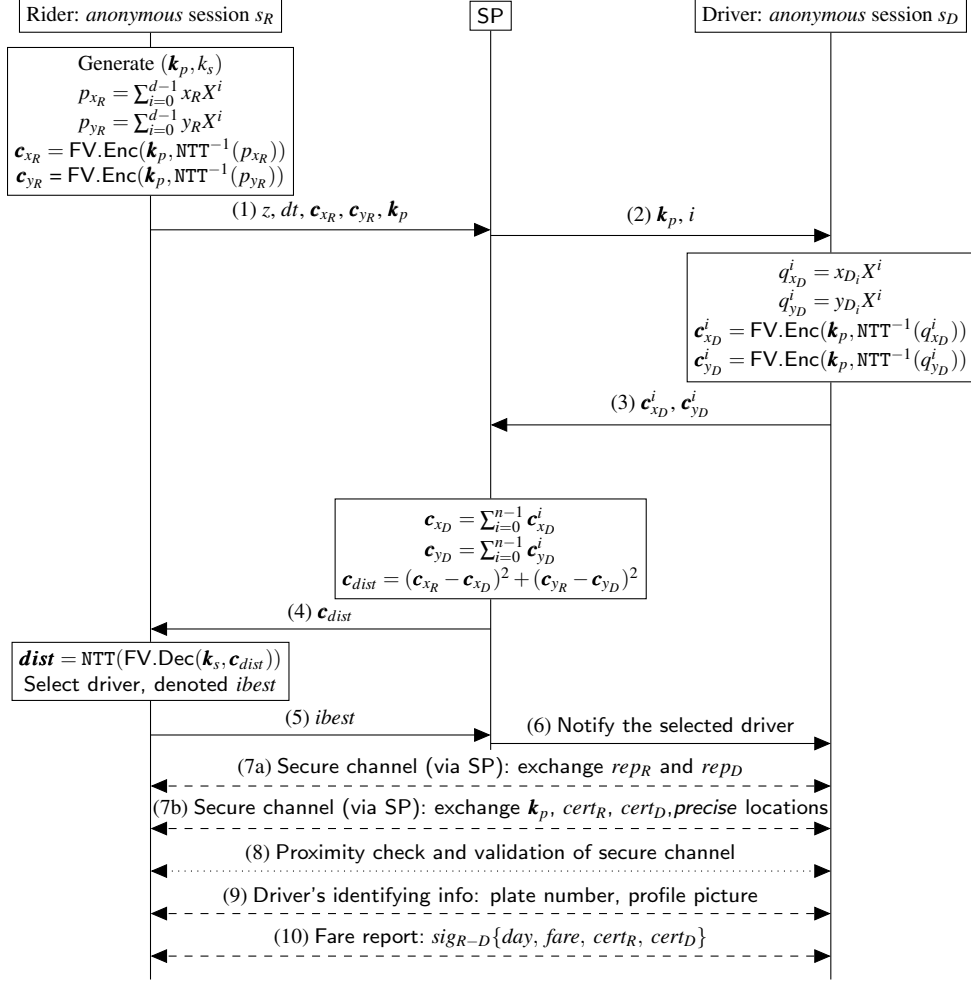 Rider: anonymous session s_R
SP
Driver: anonymous session s_D
Generate (k_p, k_s)
p_{x_R} = ∑_{i=0}^{d−1} x_R X^i
p_{y_R} = ∑_{i=0}^{d−1} y_R X^i
c_{x_R} = FV.Enc(k_p, NTT^{−1}(p_{x_R}))
c_{y_R} = FV.Enc(k_p, NTT^{−1}(p_{y_R}))
(1) z, dt, c_{x_R}, c_{y_R}, k_p
(2) k_p, i
q^i_{x_D} = x_{D_i} X^i
q^i_{y_D} = y_{D_i} X^i
c^i_{x_D} = FV.Enc(k_p, NTT^{−1}(q^i_{x_D}))
c^i_{y_D} = FV.Enc(k_p, NTT^{−1}(q^i_{y_D}))
(3) c^i_{x_D}, c^i_{y_D}
c_{x_D} = ∑_{i=0}^{n−1} c^i_{x_D}
c_{y_D} = ∑_{i=0}^{n−1} c^i_{y_D}
c_{dist} = (c_{x_R} − c_{x_D})^2 + (c_{y_R} − c_{y_D})^2
(4) c_{dist}
dist = NTT(FV.Dec(k_s, c_{dist}))
Select driver, denoted ibest
(5) ibest
(6) Notify the selected driver
(7a) Secure channel (via SP): exchange rep_R and rep_D
(7b) Secure channel (via SP): exchange k_p, cert_R, cert_D,precise locations
(8) Proximity check and validation of secure channel
(9) Driver's identifying info: plate number, profile picture
(10) Fare report: sig_{R−D}{day, fare, cert_R, cert_D}